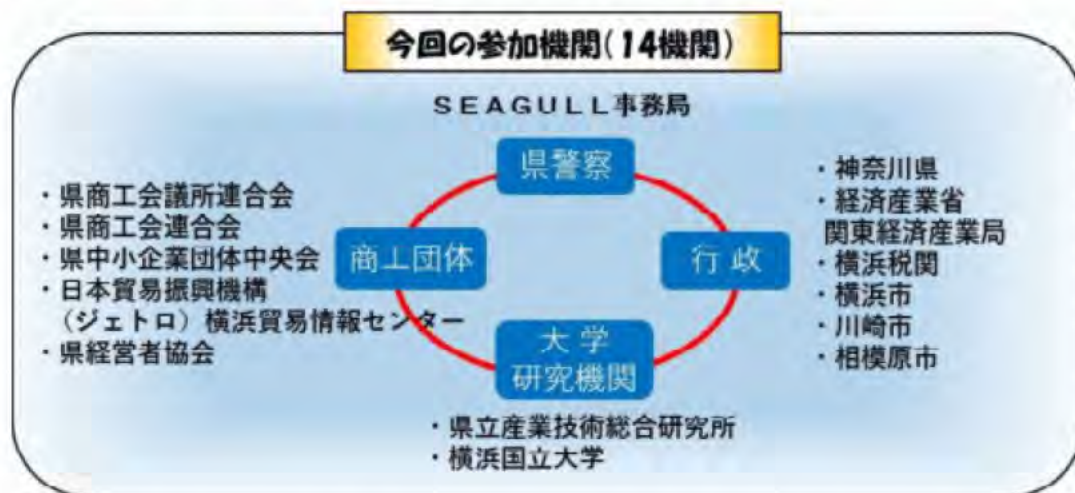 今回の参加機関(14機関)
SEAGULL事務局
県警察
・県商工会議所連合会
・県商工会連合会
・県中小企業団体中央会
・日本貿易振興機構
（ジェトロ）横浜貿易情報センター
・県経営者協会
商工団体
行政
・神奈川県
・経済産業省
関東経済産業局
・横浜税関
・横浜市
・川崎市
・相模原市
大学
研究機関
・県立産業技術総合研究所
・横浜国立大学